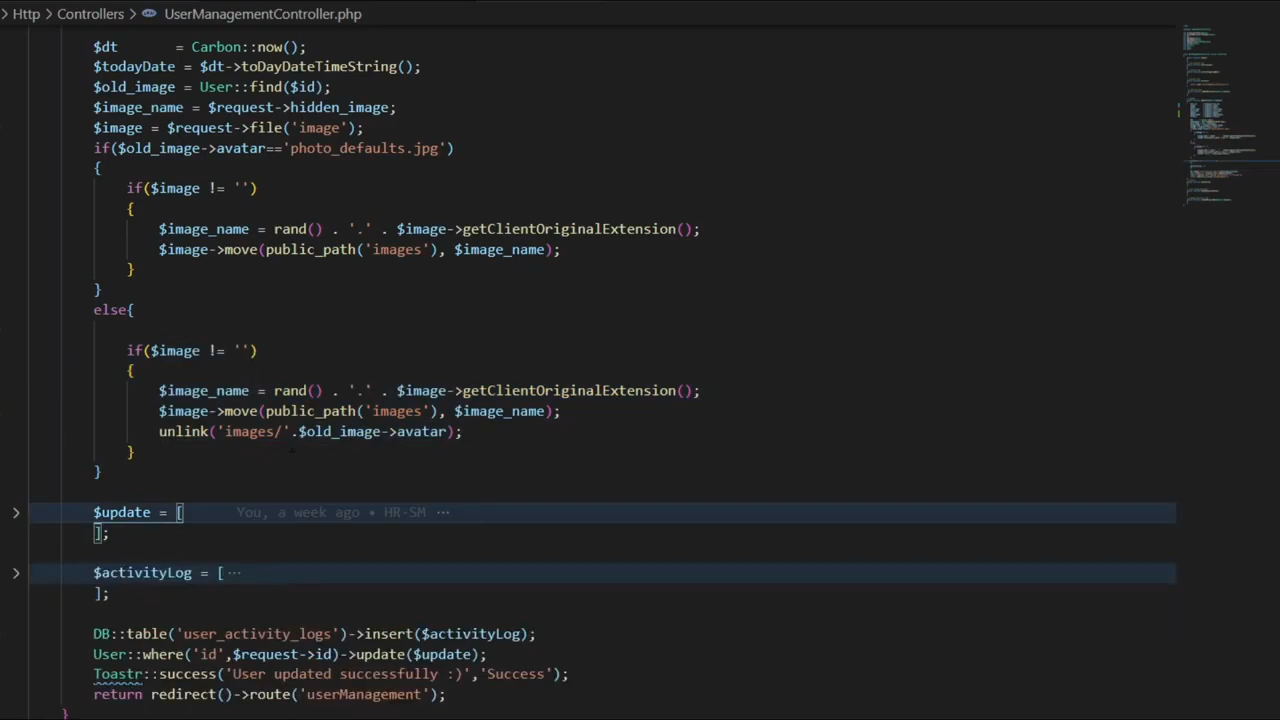 Http > Controllers > UserManagementController.php
$dt       = Carbon::now();
$todayDate = $dt->toDayDateTimeString();
$old_image = User::find($id);
$image_name = $request->hidden_image;
$image = $request->file('image');
if($old_image->avatar=='photo_defaults.jpg')
{
if($image != '')
{
$image_name = rand() . '.' . $image->getClientOriginalExtension();
$image->move(public_path('images'), $image_name);
}
}
else{
if($image != '')
{
$image_name = rand() . '.' . $image->getClientOriginalExtension();
$image->move(public_path('images'), $image_name);
unlink('images/'.$old_image->avatar);
}
}
$update = [ You, a week ago • HR-SM ···
];
$activityLog = [ ···
];
DB::table('user_activity_logs')->insert($activityLog);
User::where('id',$request->id)->update($update);
Toastr::success('User updated successfully :)','Success');
return redirect()->route('userManagement');
}